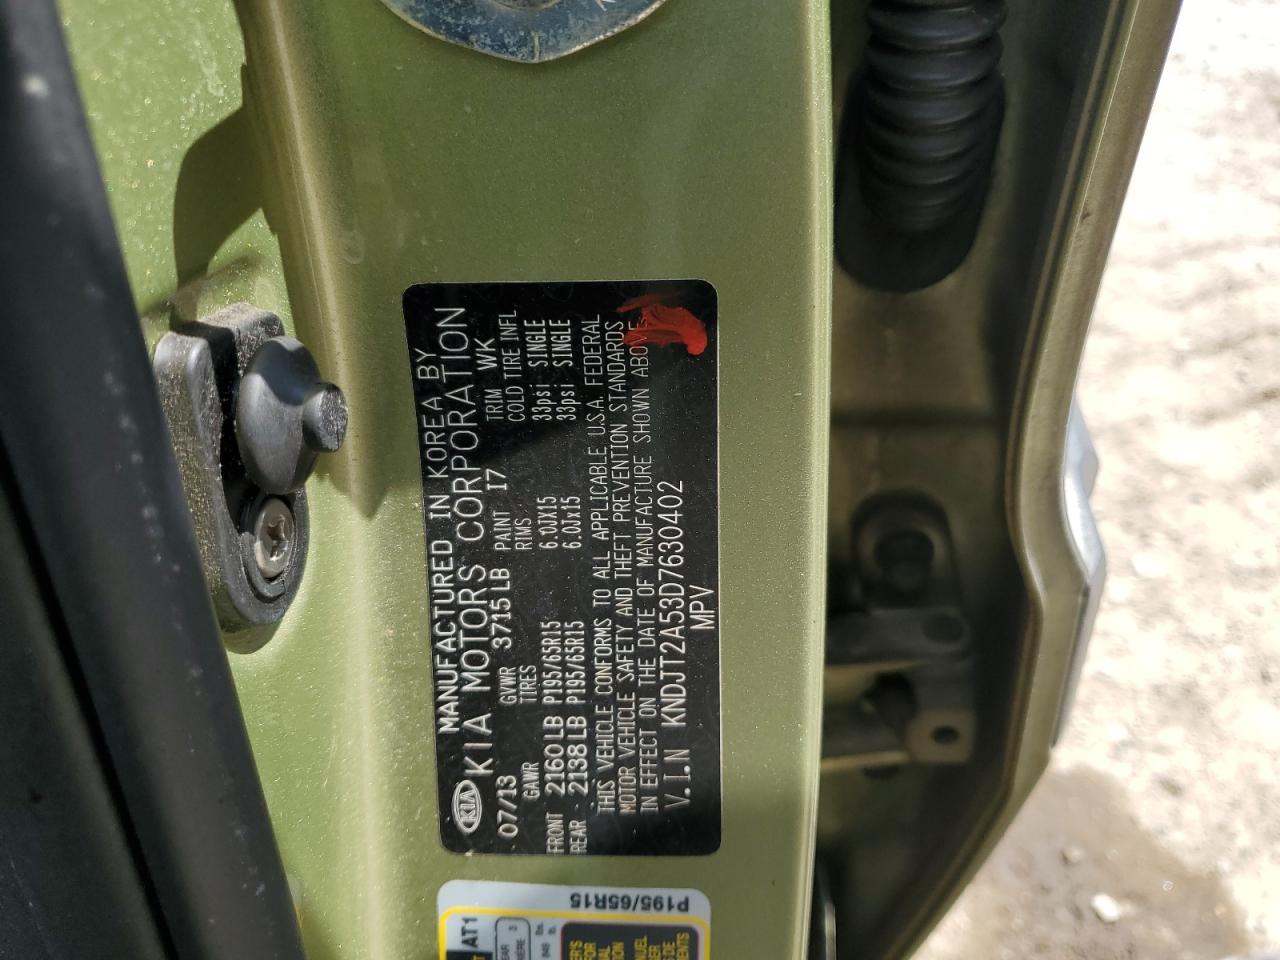 KIA
MANUFACTURED IN KOREA BY
KIA MOTORS CORPORATION
07/13 GVWR 3715 LB PAINT I7 TRIM WK
GAWR TIRES RIMS COLD TIRE INFL
FRONT 2160 LB P195/65R15 6.0JX15 33psi SINGLE
REAR 2138 LB P195/65R15 6.0Jx15 33psi SINGLE
THIS VEHICLE CONFORMS TO ALL APPLICABLE U.S.A. FEDERAL
MOTOR VEHICLE SAFETY AND THEFT PREVENTION STANDARDS
IN EFFECT ON THE DATE OF MANUFACTURE SHOWN ABOVE.
V.I.N KNDJT2A53D7630402
MPV
P195/65R15
AT1
3